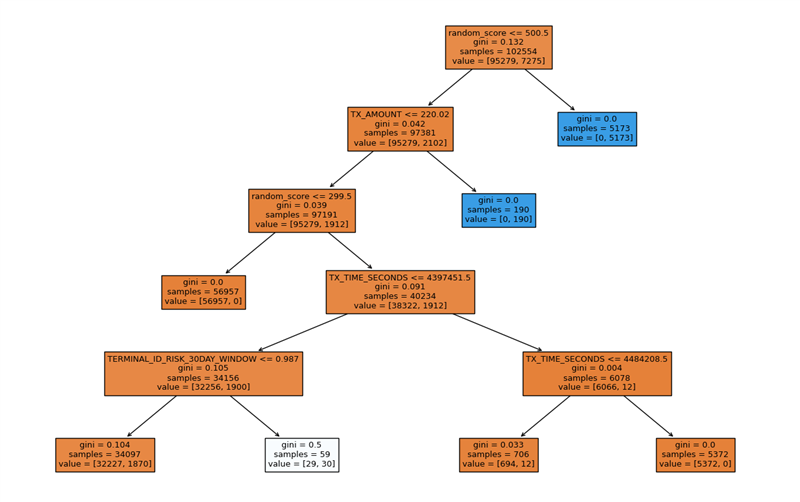 random_score <= 500.5
gini = 0.132
samples = 102554
value = [95279, 7275]
TX_AMOUNT <= 220.02
gini = 0.042
samples = 97381
value = [95279, 2102]
gini = 0.0
samples = 5173
value = [0, 5173]
random_score <= 299.5
gini = 0.039
samples = 97191
value = [95279, 1912]
gini = 0.0
samples = 190
value = [0, 190]
gini = 0.0
samples = 56957
value = [56957, 0]
TX_TIME_SECONDS <= 4397451.5
gini = 0.091
samples = 40234
value = [38322, 1912]
TERMINAL_ID_RISK_30DAY_WINDOW <= 0.987
gini = 0.105
samples = 34156
value = [32256, 1900]
TX_TIME_SECONDS <= 4484208.5
gini = 0.004
samples = 6078
value = [6066, 12]
gini = 0.104
samples = 34097
value = [32227, 1870]
gini = 0.5
samples = 59
value = [29, 30]
gini = 0.033
samples = 706
value = [694, 12]
gini = 0.0
samples = 5372
value = [5372, 0]